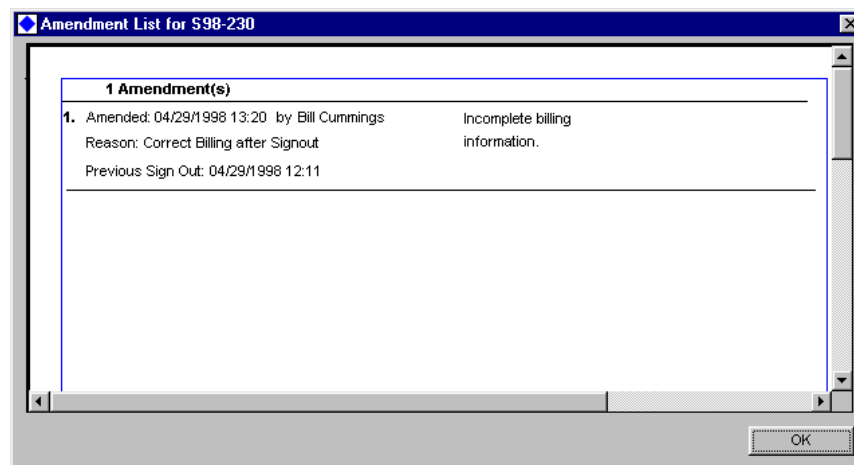 Amendment List for S98-230
1 Amendment(s)
1. Amended: 04/29/1998 13:20 by Bill Cummings
Incomplete billing
Reason: Correct Billing after Signout
information.
Previous Sign Out: 04/29/1998 12:11
OK